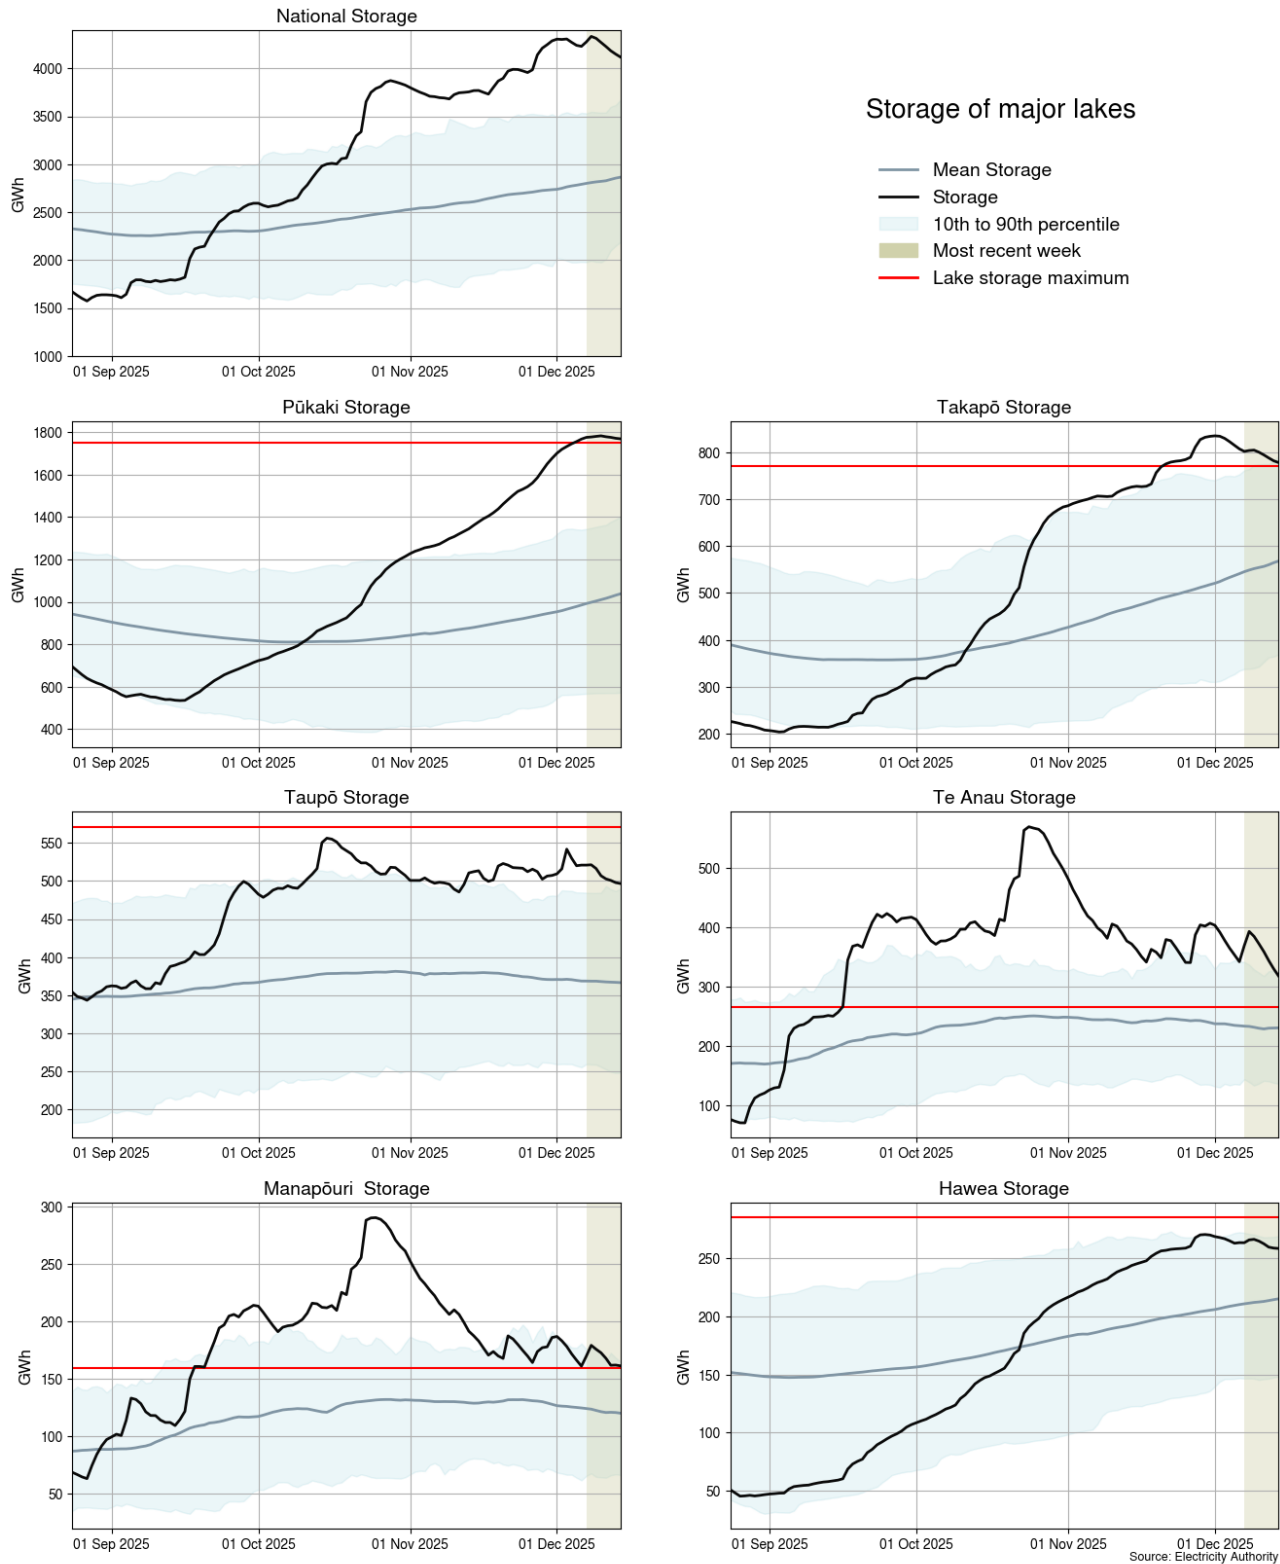 National Storage
4000
3500
3000
2500
2000
1500
1000
GWh
01 Sep 2025 01 Oct 2025 01 Nov 2025 01 Dec 2025
Storage of major lakes
Mean Storage
Storage
10th to 90th percentile
Most recent week
Lake storage maximum
Pūkaki Storage
1800
1600
1400
1200
1000
800
600
400
GWh
01 Sep 2025 01 Oct 2025 01 Nov 2025 01 Dec 2025
Takapō Storage
800
700
600
500
400
300
200
GWh
01 Sep 2025 01 Oct 2025 01 Nov 2025 01 Dec 2025
Taupō Storage
550
500
450
400
350
300
250
200
GWh
01 Sep 2025 01 Oct 2025 01 Nov 2025 01 Dec 2025
Te Anau Storage
500
400
300
200
100
GWh
01 Sep 2025 01 Oct 2025 01 Nov 2025 01 Dec 2025
Manapōuri Storage
300
250
200
150
100
50
GWh
01 Sep 2025 01 Oct 2025 01 Nov 2025 01 Dec 2025
Hawea Storage
250
200
150
100
50
GWh
01 Sep 2025 01 Oct 2025 01 Nov 2025 01 Dec 2025
Source: Electricity Authority